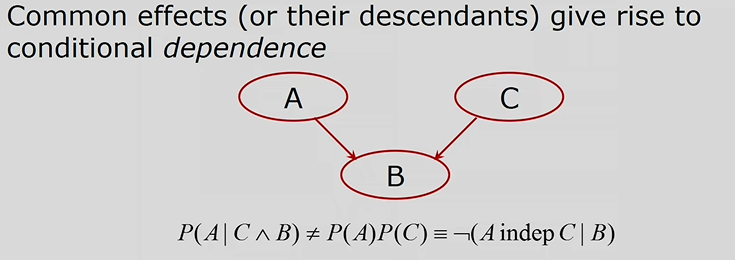 Common effects (or their descendants) give rise to
conditional dependence
A
C
B
P(A | C ∧ B) ≠ P(A)P(C) ≡ ¬(A indep C | B)